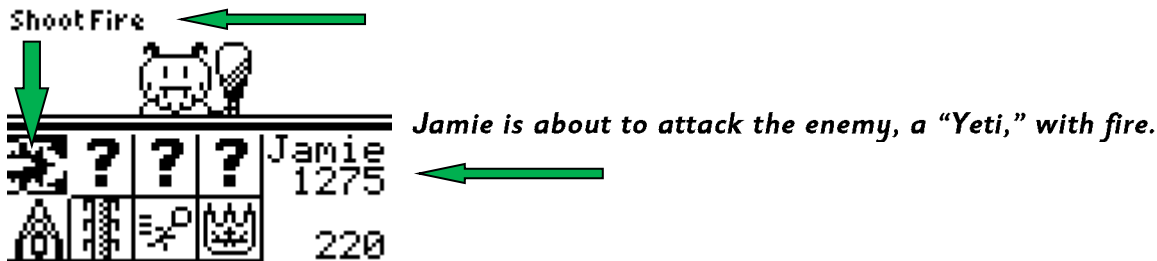 Shoot Fire
Jamie is about to attack the enemy, a “Yeti,” with fire.
? ? ? Jamie
1275
220